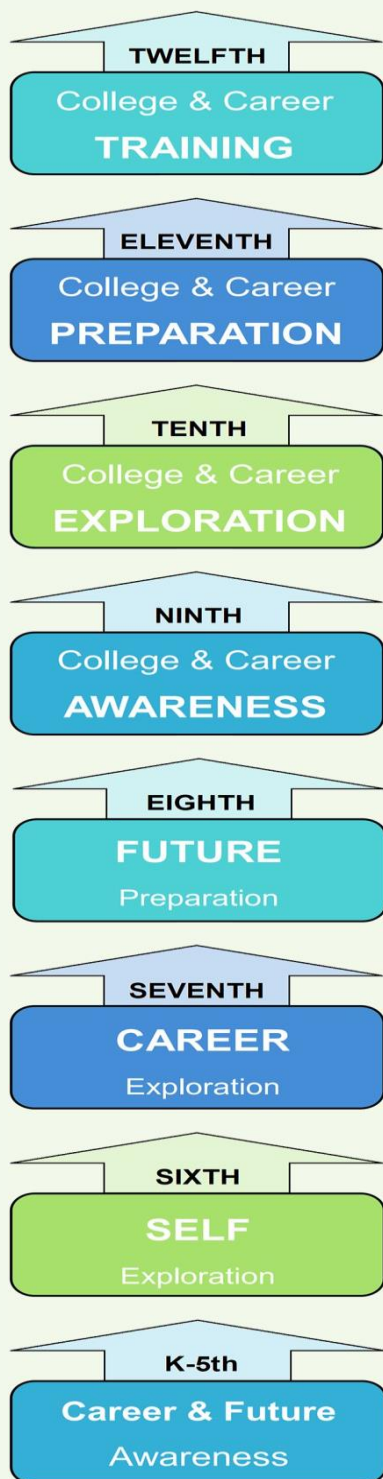 TWELFTH
College & Career
TRAINING
ELEVENTH
College & Career
PREPARATION
TENTH
College & Career
EXPLORATION
NINTH
College & Career
AWARENESS
EIGHTH
FUTURE
Preparation
SEVENTH
CAREER
Exploration
SIXTH
SELF
Exploration
K-5th
Career & Future
Awareness